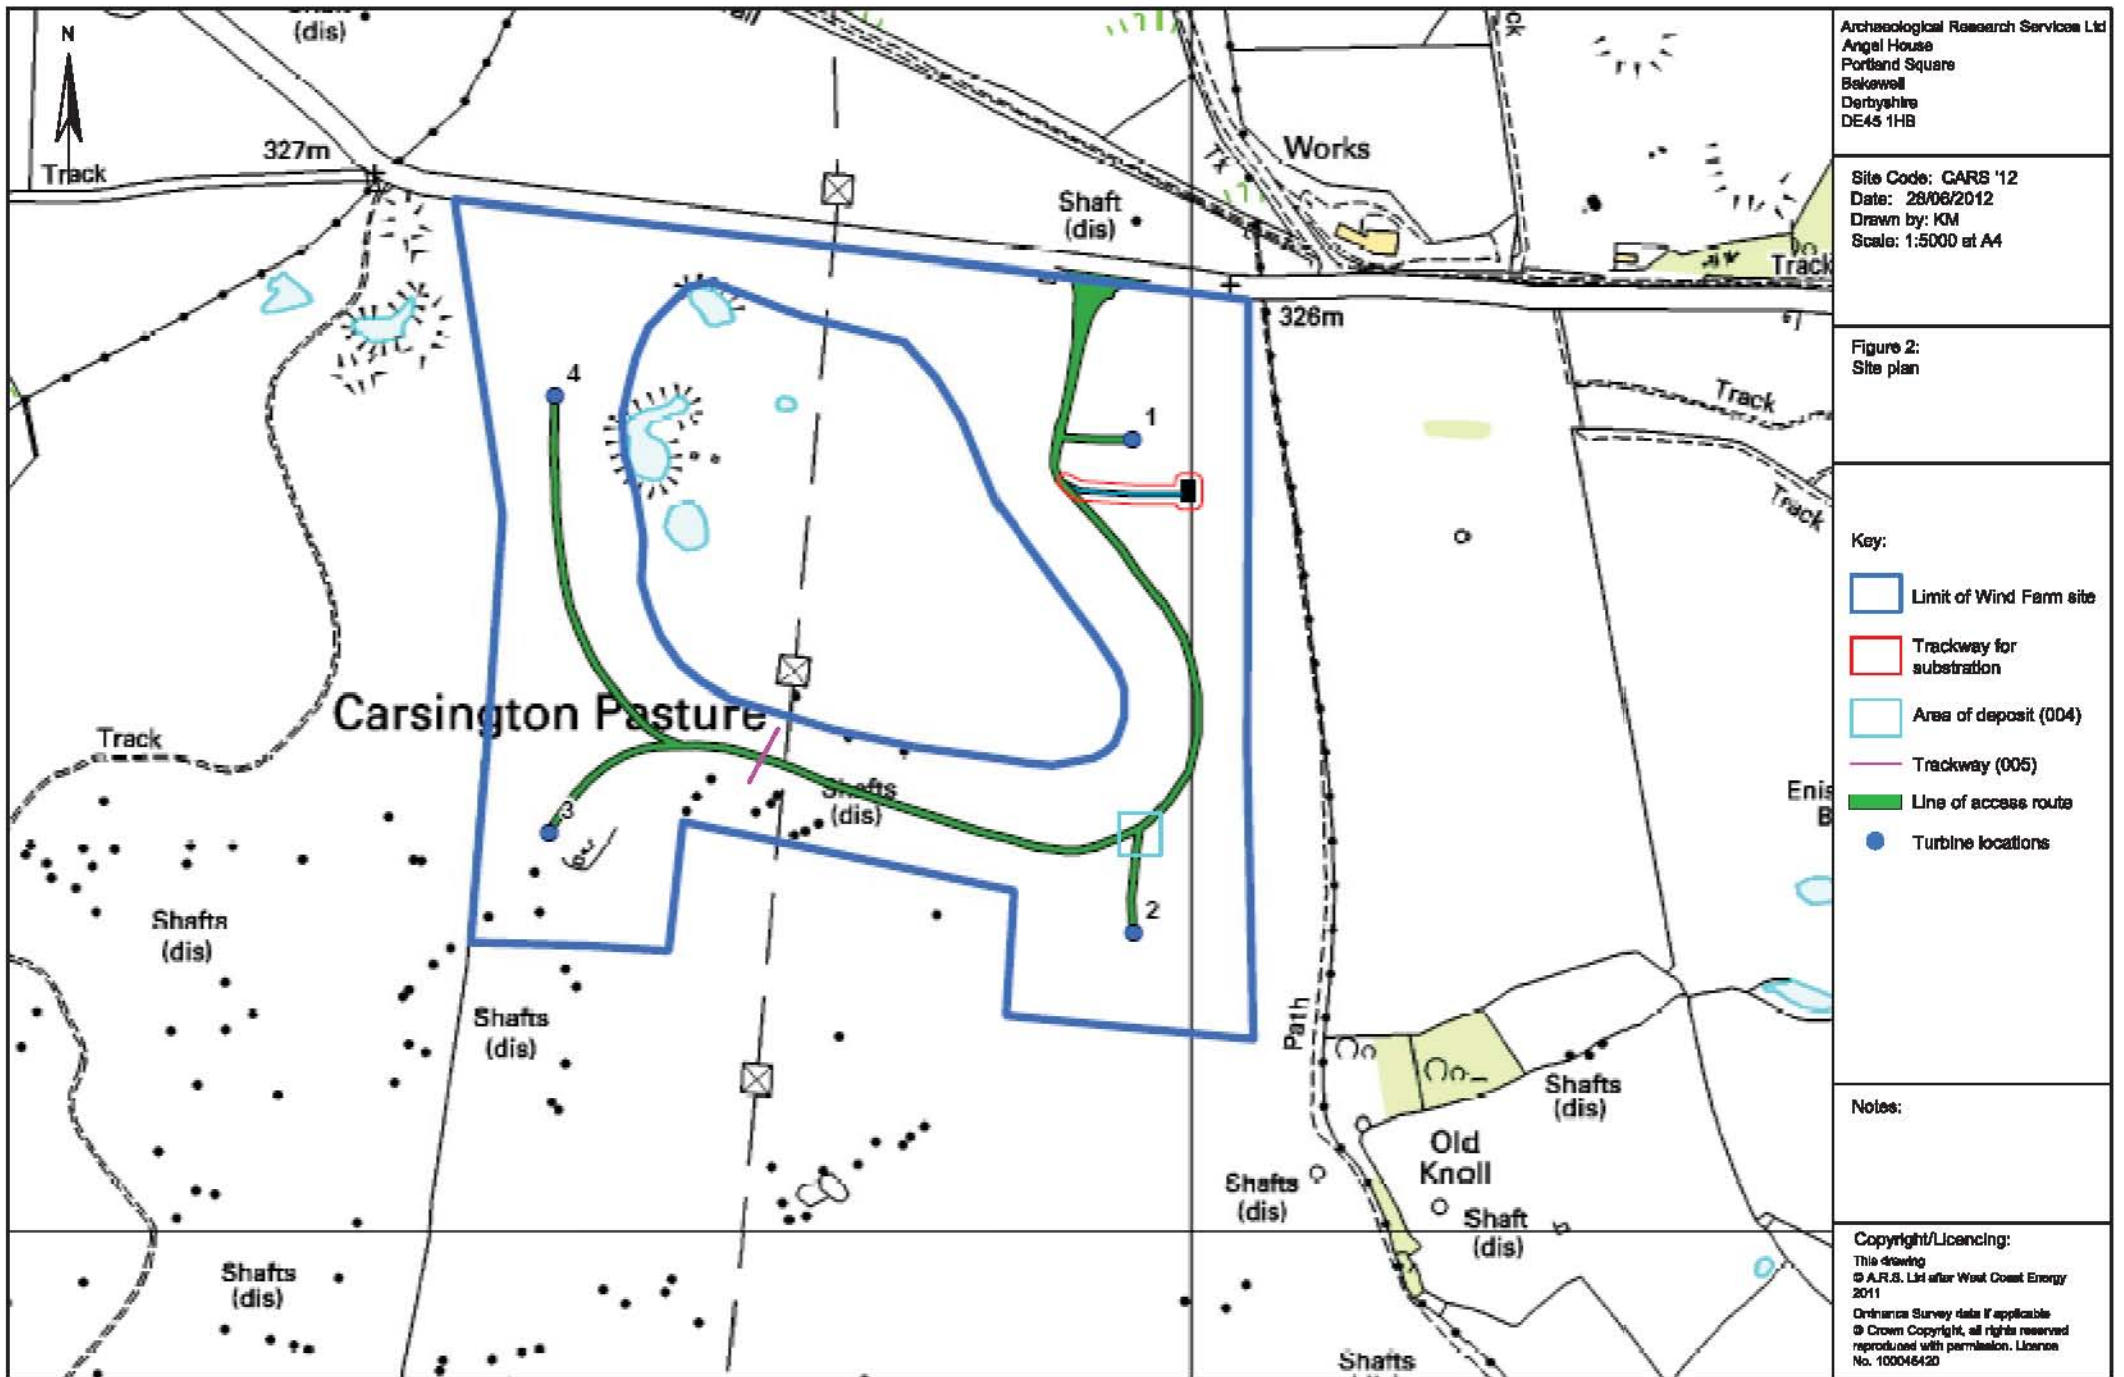 N
(dis)
327m
Track
Works
Tk
Shaft
(dis)
Track
326m
4
1
Track
Track
Carsington Pasture
Track
3
Shafts
(dis)
2
Shafts
(dis)
Shafts
(dis)
Path
Shafts
(dis)
Old
Knoll
Shafts
(dis)
Shaft
(dis)
Shafts
(dis)
Shafts
Archaeological Research Services Ltd
Angel House
Portland Square
Bakewell
Derbyshire
DE45 1HB
Site Code: CARS '12
Date: 28/06/2012
Drawn by: KM
Scale: 1:5000 at A4
Figure 2:
Site plan
Key:
Limit of Wind Farm site
Trackway for
substration
Area of deposit (004)
Trackway (005)
Line of access route
Turbine locations
Notes:
Copyright/Licencing:
This drawing
© A.R.S. Ltd after West Coast Energy
2011
Ordnance Survey data if applicable
© Crown Copyright, all rights reserved
reproduced with permission. Licence
No. 100045420